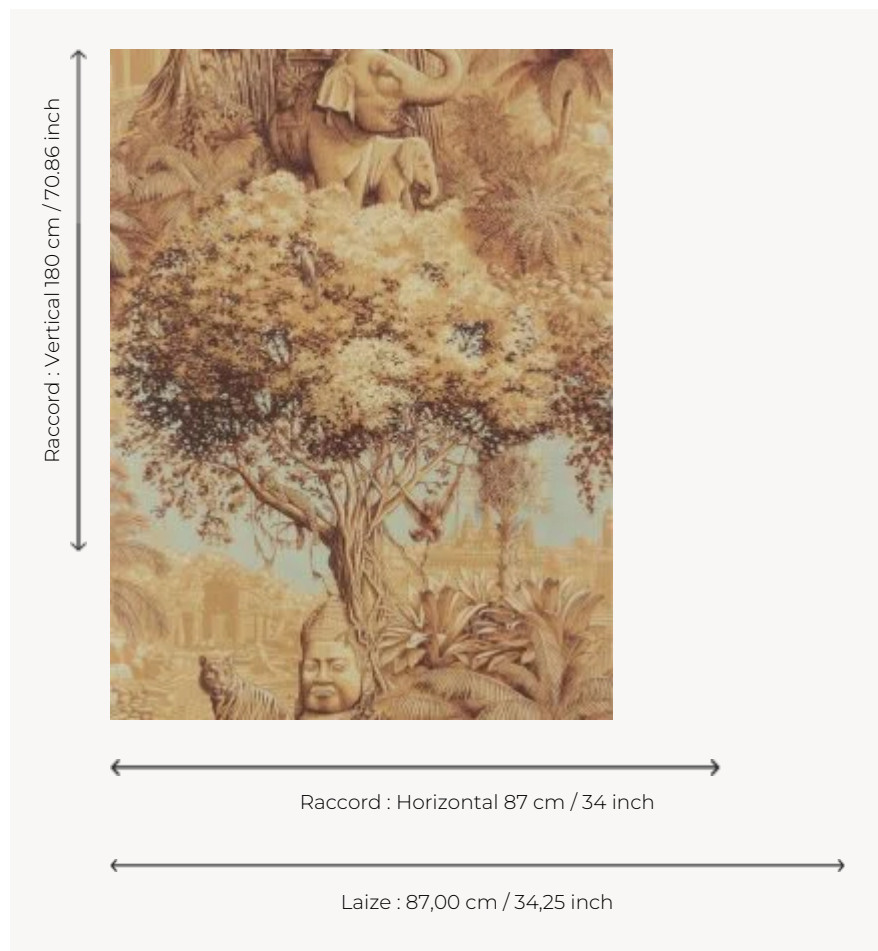 Raccord : Vertical 180 cm / 70.86 inch
Raccord : Horizontal 87 cm / 34 inch
Laize : 87,00 cm / 34,25 inch